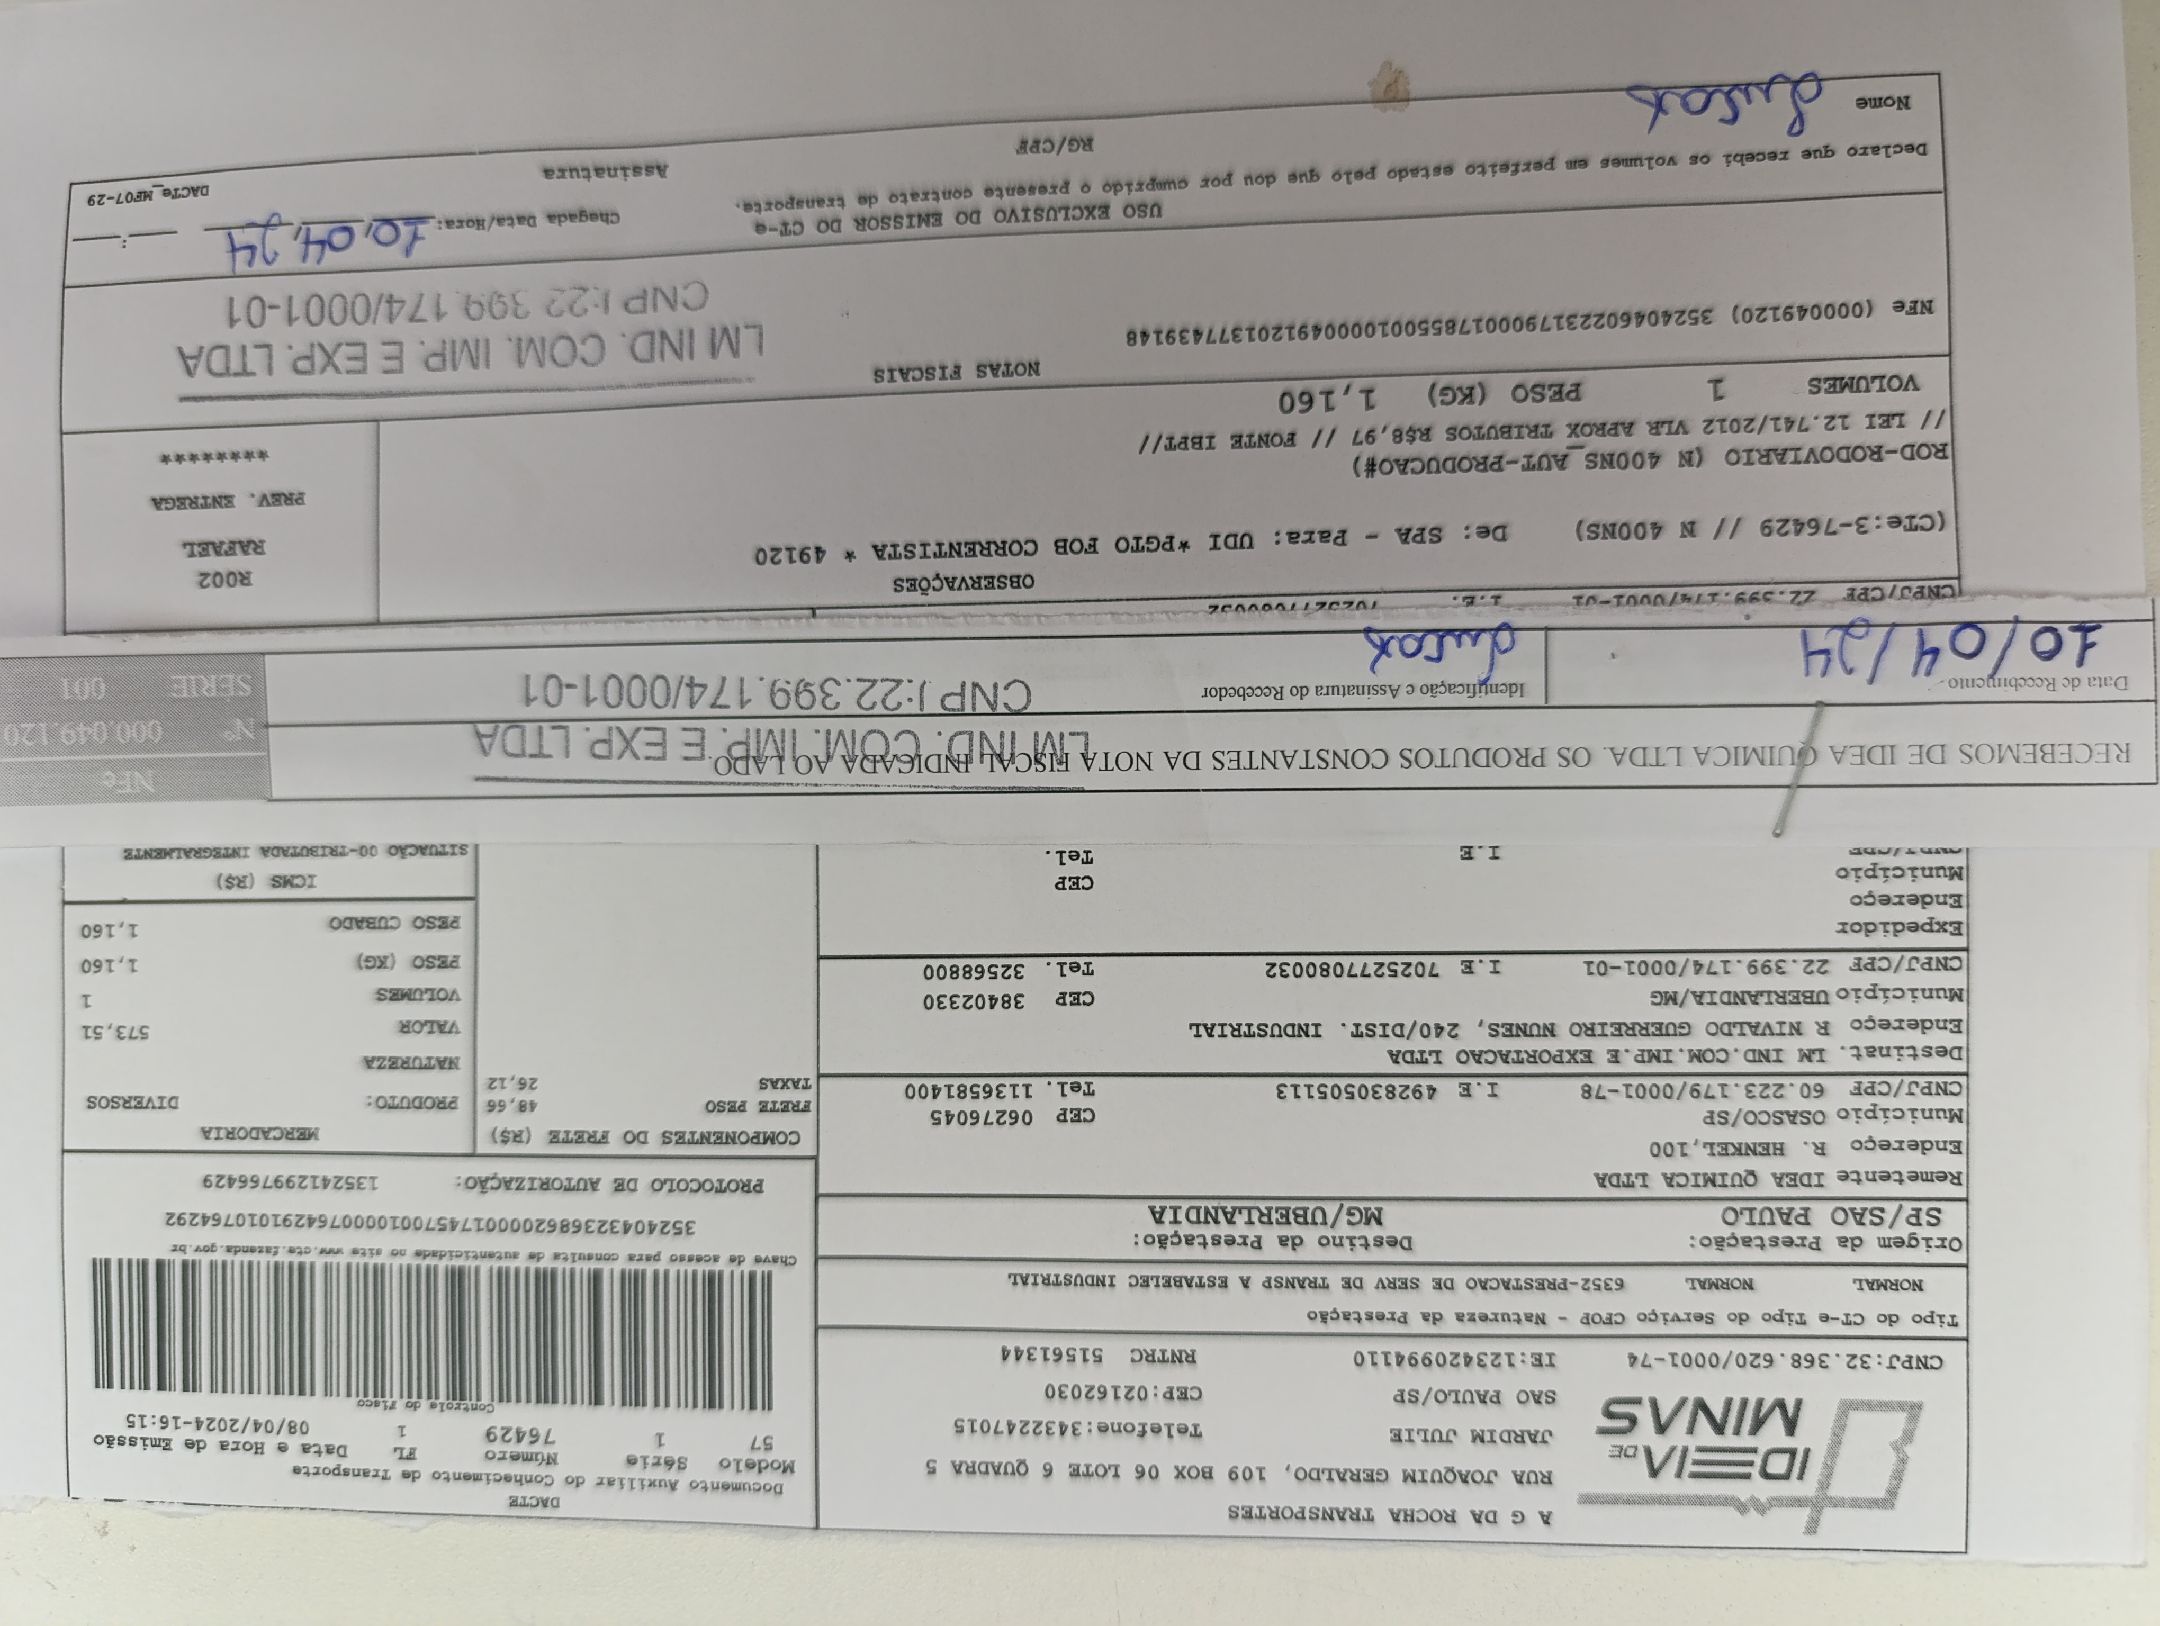 IDEIA DE
MINAS
A G DA ROCHA TRANSPORTES
RUA JOAQUIM GERALDO, 109 BOX 06 LOTE 6 QUADRA 5
JARDIM JULIE Telefone:3432247015
SAO PAULO/SP CEP:02162030
CNPJ:32.368.620/0001-74 IE:123420994110 RNTRC 51561344
DACTE
Documento Auxiliar do Conhecimento de Transporte
Modelo Série Número FL Data e Hora de Emissão
57 1 76429 1 08/04/2024-16:15
Controle do Fisco
Chave de acesso para consulta de autenticidade no site www.cte.fazenda.gov.br
35240432368620000174570010000764291010764292
PROTOCOLO DE AUTORIZAÇÃO: 135241299766429
Tipo do CT-e Tipo do Serviço CFOP - Natureza da Prestação
NORMAL NORMAL 6352-PRESTACAO DE SERV DE TRANSP A ESTABELEC INDUSTRIAL
Origem da Prestação: Destino da Prestação:
SP/SAO PAULO MG/UBERLANDIA
Remetente IDEA QUIMICA LTDA
Endereço R. HENKEL,100
Município OSASCO/SP CEP 06276045
CNPJ/CPF 60.223.179/0001-78 I.E 492830505113 Tel. 1136581400
Destinat. LM IND.COM.IMP.E EXPORTACAO LTDA
Endereço R NIVALDO GUERREIRO NUNES, 240/DIST. INDUSTRIAL
Município UBERLANDIA/MG CEP 38402330
CNPJ/CPF 22.399.174/0001-01 I.E 7025277080032 Tel. 32568800
Expedidor
Endereço
Município CEP
CNPJ/CPF I.E Tel.
COMPONENTES DO FRETE (R$)
FRETE PESO 48,66
TAXAS 26,12
MERCADORIA
PRODUTO: DIVERSOS
NATUREZA
VALOR 573,51
VOLUMES 1
PESO (KG) 1,160
PESO CUBADO 1,160
ICMS (R$)
SITUAÇÃO 00-TRIBUTADA INTEGRALMENTE
RECEBEMOS DE IDEA QUIMICA LTDA. OS PRODUTOS CONSTANTES DA NOTA FISCAL INDICADA AO LADO
LM IND. COM. IMP. E EXP. LTDA
CNPJ:22.399.174/0001-01
Data de Recebimento Identificação e Assinatura do Recebedor
10/04/24 Lucas
NFe
Nº 000.049.120
SÉRIE 001
CNPJ/CPF 22.399.174/0001-01 I.E. 7025277080032
OBSERVAÇÕES
(CTe:3-76429 // N 400NS) De: SPA - Para: UDI *PGTO FOB CORRENTISTA * 49120
ROD-RODOVIARIO (N 400NS_AUT-PRODUCAO#)
// LEI 12.741/2012 VLR APROX TRIBUTOS R$8,97 // FONTE IBPT//
VOLUMES 1 PESO (KG) 1,160
R002
RAFAEL
PREV. ENTREGA
*********
NOTAS FISCAIS
NFe (000049120) 35240460223179000178550010000491201377439148
LM IND. COM. IMP. E EXP. LTDA
CNPJ:22 399 174/0001-01
USO EXCLUSIVO DO EMISSOR DO CT-e
Declaro que recebi os volumes em perfeito estado pelo que dou por cumprido o presente contrato de transporte.
Chegada Data/Hora: 10,04,24 __:__
Nome Lucas RG/CPF Assinatura
DACTe_MF07-29